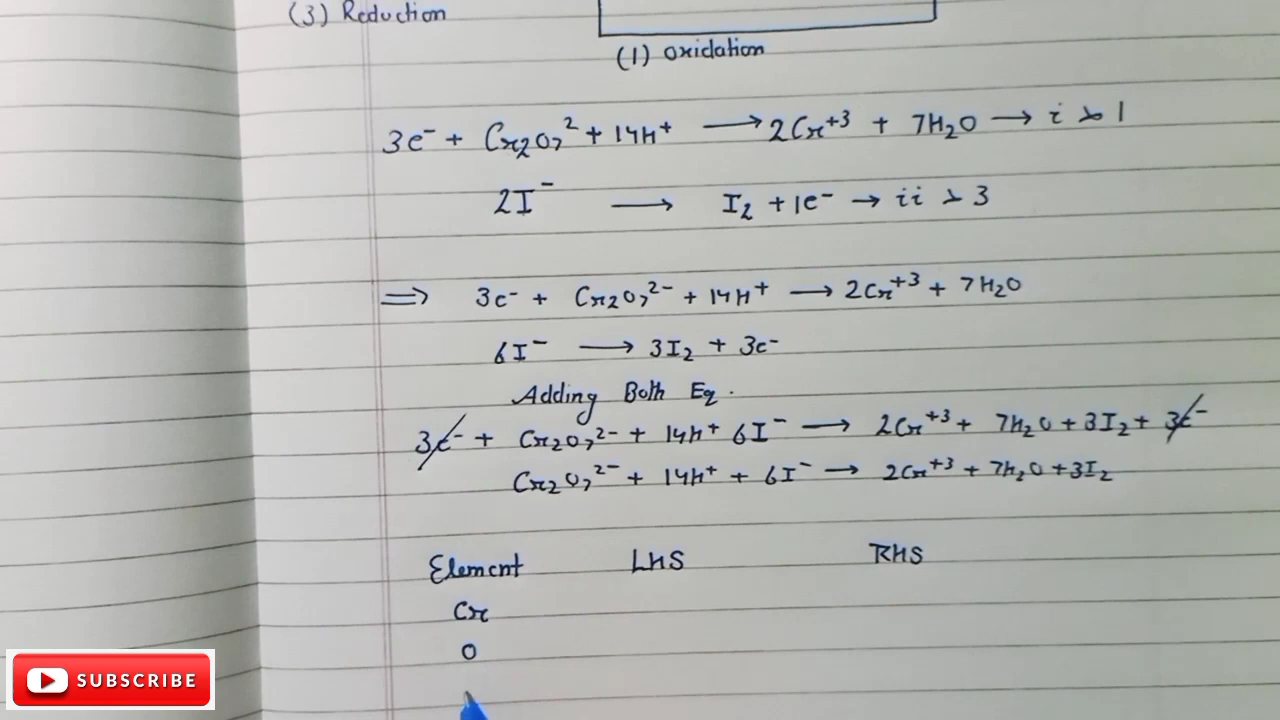 (3) Reduction
(1) Oxidation
3e⁻ + Cr₂O₇² + 14H⁺ ⟶ 2Cr⁺³ + 7H₂O → i × 1
2I⁻ ⟶ I₂ + 1e⁻ → ii × 3
⇒ 3e⁻ + Cr₂O₇²⁻ + 14H⁺ ⟶ 2Cr⁺³ + 7H₂O
6I⁻ ⟶ 3I₂ + 3e⁻
Adding Both Eq.
3e⁻ + Cr₂O₇²⁻ + 14H⁺ 6I⁻ ⟶ 2Cr⁺³ + 7H₂O + 3I₂ + 3e⁻
Cr₂O₇²⁻ + 14H⁺ + 6I⁻ → 2Cr⁺³ + 7H₂O + 3I₂
Element LHS RHS
Cr
O
SUBSCRIBE